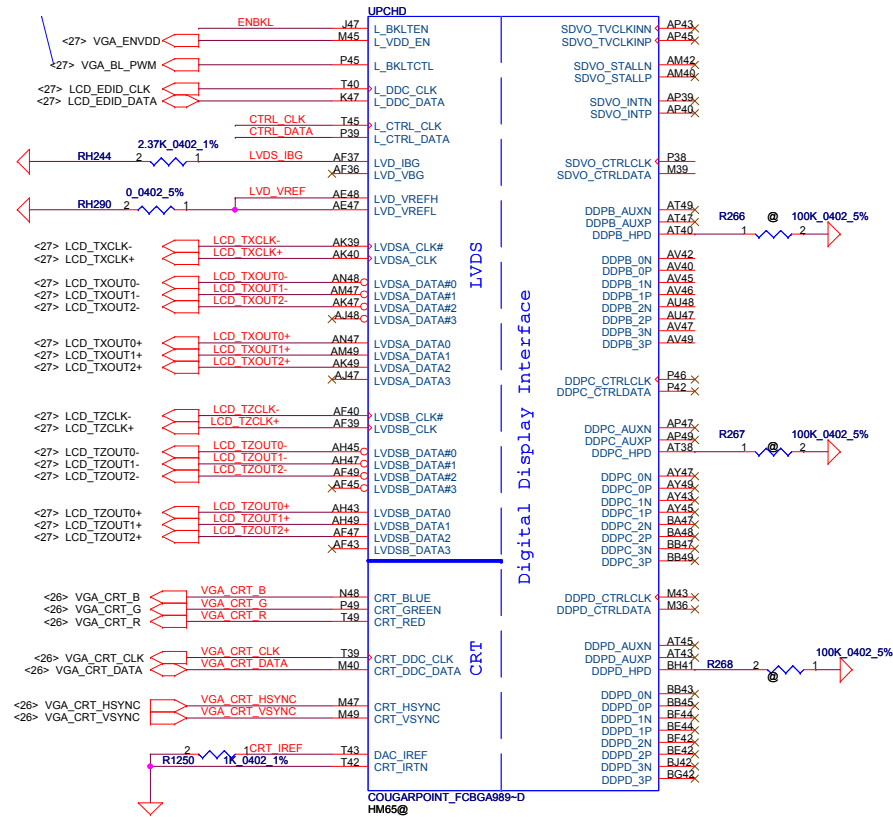 UPCHD
ENBKL J47 L_BKLTEN
<27> VGA_ENVDD M45 L_VDD_EN
<27> VGA_BL_PWM P45 L_BKLTCTL
<27> LCD_EDID_CLK T40 L_DDC_CLK
<27> LCD_EDID_DATA K47 L_DDC_DATA
CTRL_CLK T45 L_CTRL_CLK
CTRL_DATA P39 L_CTRL_DATA
2.37K_0402_1%
RH244 2 1 LVDS_IBG AF37 LVD_IBG
AF36 LVD_VBG
0_0402_5% LVD_VREF AE48 LVD_VREFH
RH290 2 1 AE47 LVD_VREFL
<27> LCD_TXCLK- LCD_TXCLK- AK39 LVDSA_CLK#
<27> LCD_TXCLK+ LCD_TXCLK+ AK40 LVDSA_CLK
<27> LCD_TXOUT0- LCD_TXOUT0- AN48 LVDSA_DATA#0
<27> LCD_TXOUT1- LCD_TXOUT1- AM47 LVDSA_DATA#1
<27> LCD_TXOUT2- LCD_TXOUT2- AK47 LVDSA_DATA#2
AJ48 LVDSA_DATA#3
<27> LCD_TXOUT0+ LCD_TXOUT0+ AN47 LVDSA_DATA0
<27> LCD_TXOUT1+ LCD_TXOUT1+ AM49 LVDSA_DATA1
<27> LCD_TXOUT2+ LCD_TXOUT2+ AK49 LVDSA_DATA2
AJ47 LVDSA_DATA3
<27> LCD_TZCLK- LCD_TZCLK- AF40 LVDSB_CLK#
<27> LCD_TZCLK+ LCD_TZCLK+ AF39 LVDSB_CLK
<27> LCD_TZOUT0- LCD_TZOUT0- AH45 LVDSB_DATA#0
<27> LCD_TZOUT1- LCD_TZOUT1- AH47 LVDSB_DATA#1
<27> LCD_TZOUT2- LCD_TZOUT2- AF49 LVDSB_DATA#2
AF45 LVDSB_DATA#3
<27> LCD_TZOUT0+ LCD_TZOUT0+ AH43 LVDSB_DATA0
<27> LCD_TZOUT1+ LCD_TZOUT1+ AH49 LVDSB_DATA1
<27> LCD_TZOUT2+ LCD_TZOUT2+ AF47 LVDSB_DATA2
AF43 LVDSB_DATA3
<26> VGA_CRT_B VGA_CRT_B N48 CRT_BLUE
<26> VGA_CRT_G VGA_CRT_G P49 CRT_GREEN
<26> VGA_CRT_R VGA_CRT_R T49 CRT_RED
<26> VGA_CRT_CLK VGA_CRT_CLK T39 CRT_DDC_CLK
<26> VGA_CRT_DATA VGA_CRT_DATA M40 CRT_DDC_DATA
<26> VGA_CRT_HSYNC VGA_CRT_HSYNC M47 CRT_HSYNC
<26> VGA_CRT_VSYNC VGA_CRT_VSYNC M49 CRT_VSYNC
2 1 CRT_IREF T43 DAC_IREF
R1250 1K_0402_1% T42 CRT_IRTN
LVDS
CRT
Digital Display Interface
SDVO_TVCLKINN AP43
SDVO_TVCLKINP AP45
SDVO_STALLN AM42
SDVO_STALLP AM40
SDVO_INTN AP39
SDVO_INTP AP40
SDVO_CTRLCLK P38
SDVO_CTRLDATA M39
DDPB_AUXN AT49
DDPB_AUXP AT47 R266 @ 100K_0402_5%
DDPB_HPD AT40 1 2
DDPB_0N AV42
DDPB_0P AV40
DDPB_1N AV45
DDPB_1P AV46
DDPB_2N AU48
DDPB_2P AU47
DDPB_3N AV47
DDPB_3P AV49
DDPC_CTRLCLK P46
DDPC_CTRLDATA P42
DDPC_AUXN AP47
DDPC_AUXP AP49 R267 100K_0402_5%
DDPC_HPD AT38 1 @ 2
DDPC_0N AY47
DDPC_0P AY49
DDPC_1N AY43
DDPC_1P AY45
DDPC_2N BA47
DDPC_2P BA48
DDPC_3N BB47
DDPC_3P BB49
DDPD_CTRLCLK M43
DDPD_CTRLDATA M36
DDPD_AUXN AT45
DDPD_AUXP AT43 100K_0402_5%
DDPD_HPD BH41 R268 2 1
@
DDPD_0N BB43
DDPD_0P BB45
DDPD_1N BF44
DDPD_1P BE44
DDPD_2N BF42
DDPD_2P BE42
DDPD_3N BJ42
DDPD_3P BG42
COUGARPOINT_FCBGA989~D
HM65@